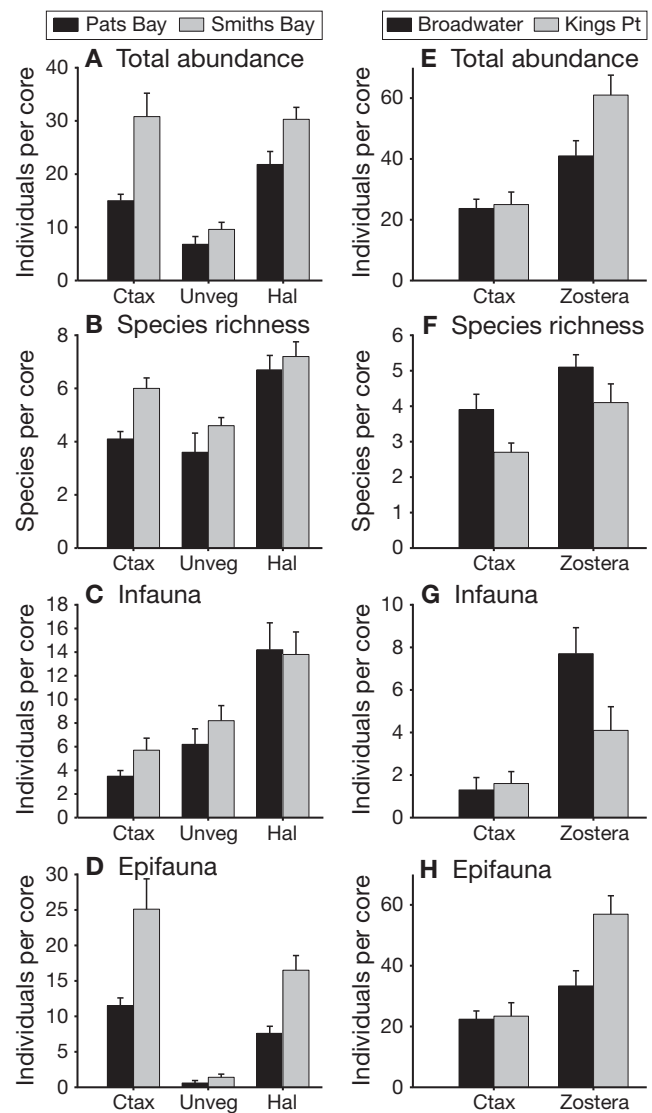 Pats Bay Smiths Bay
A Total abundance
Individuals per core
40
30
20
10
0
Ctax Unveg Hal
B Species richness
Species per core
8
6
4
2
0
Ctax Unveg Hal
C Infauna
Individuals per core
18
16
14
12
10
8
6
4
2
0
Ctax Unveg Hal
D Epifauna
Individuals per core
30
25
20
15
10
5
0
Ctax Unveg Hal
Broadwater Kings Pt
E Total abundance
Individuals per core
60
40
20
0
Ctax Zostera
F Species richness
Species per core
6
5
4
3
2
1
0
Ctax Zostera
G Infauna
Individuals per core
10
8
6
4
2
0
Ctax Zostera
H Epifauna
Individuals per core
60
40
20
0
Ctax Zostera